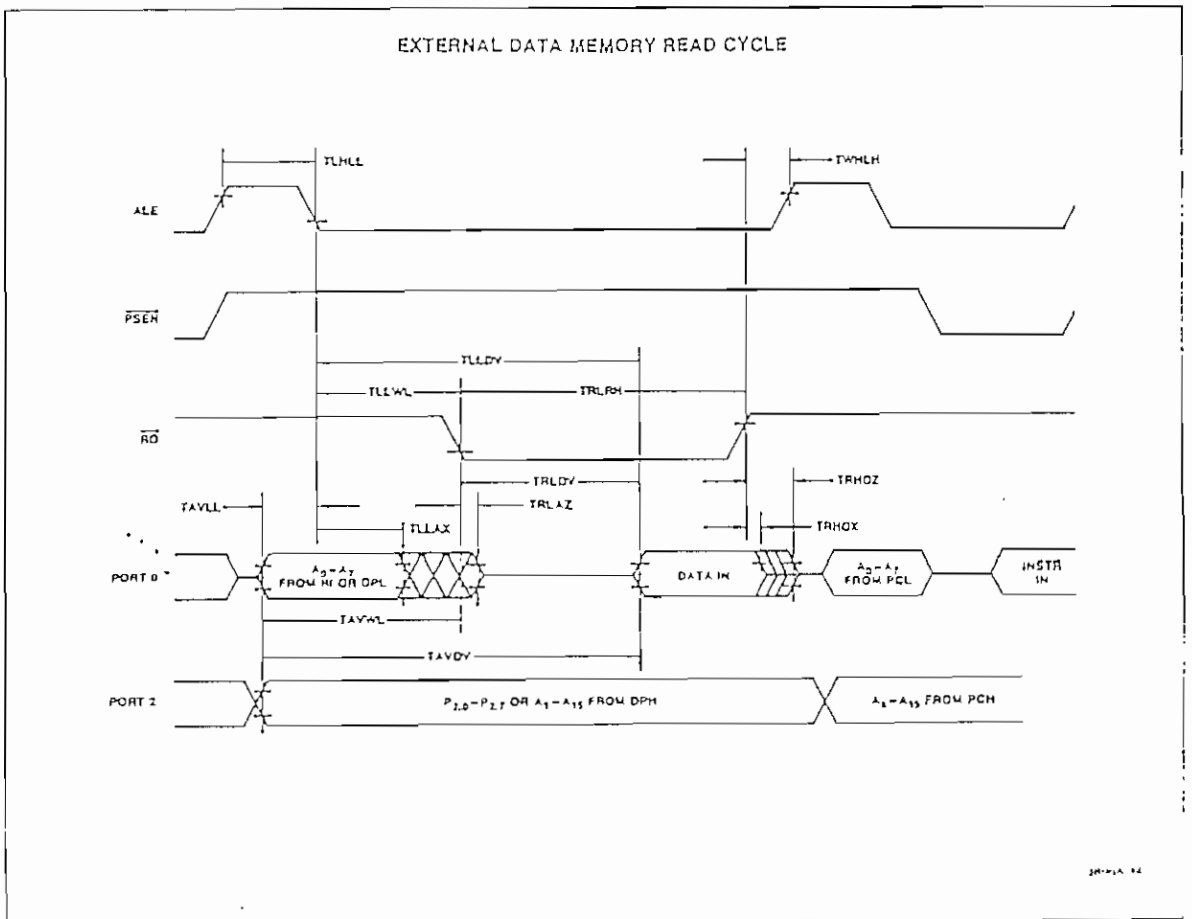 EXTERNAL DATA MEMORY READ CYCLE
TLHLL
TWHLH
ALE
PSEN
TLLDV
TLLWL
TRLRH
RD
TRLDV
TRHDZ
TAVLL
TRLAZ
TLLAX
TRHDX
PORT 0
A0–A7
FROM RI OR DPL
DATA IN
A0–A7
FROM PCL
INSTR
IN
TAVWL
TAVDV
PORT 2
P2.0–P2.7 OR A8–A15 FROM DPH
A8–A15 FROM PCH